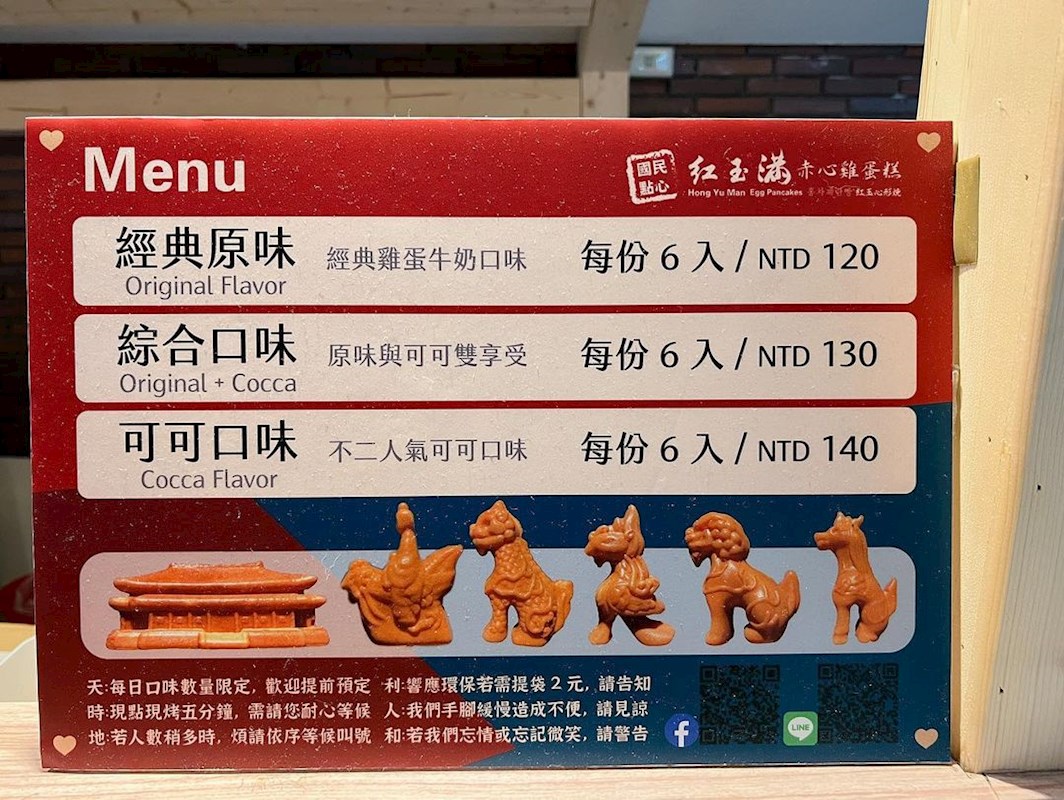 Menu
國民點心
紅玉滿 赤心雞蛋糕
Hong Yu Man Egg Pancakes 紅玉心形燒
經典原味 經典雞蛋牛奶口味 每份 6 入 / NTD 120
Original Flavor
綜合口味 原味與可可雙享受 每份 6 入 / NTD 130
Original + Cocca
可可口味 不二人氣可可口味 每份 6 入 / NTD 140
Cocca Flavor
天:每日口味數量限定, 歡迎提前預定 利:響應環保若需提袋 2 元, 請告知
時:現點現烤五分鐘, 需請您耐心等候 人:我們手腳緩慢造成不便, 請見諒
地:若人數稍多時, 煩請依序等候叫號 和:若我們忘情或忘記微笑, 請警告
LINE